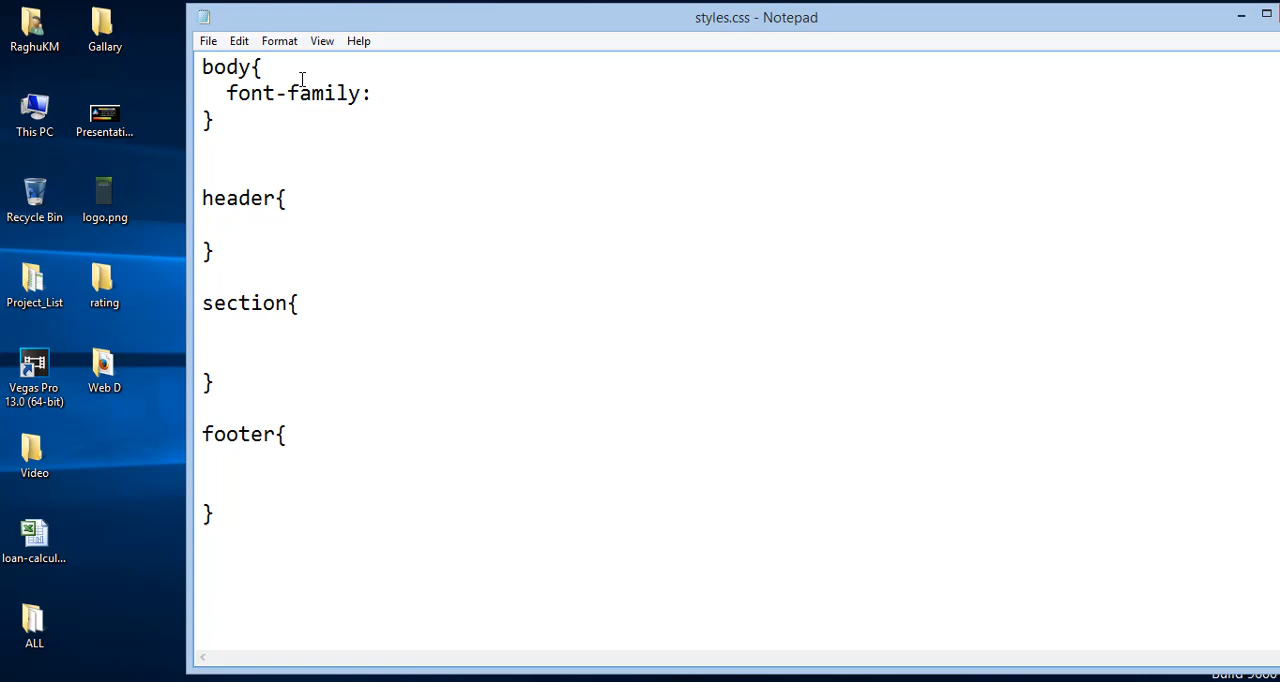 styles.css - Notepad
File Edit Format View Help
body{
font-family:
}
header{
}
section{
}
footer{
}
RaghuKM
Gallary
This PC
Presentati...
Recycle Bin
logo.png
Project_List
rating
Vegas Pro
13.0 (64-bit)
Web D
Video
loan-calcul...
ALL